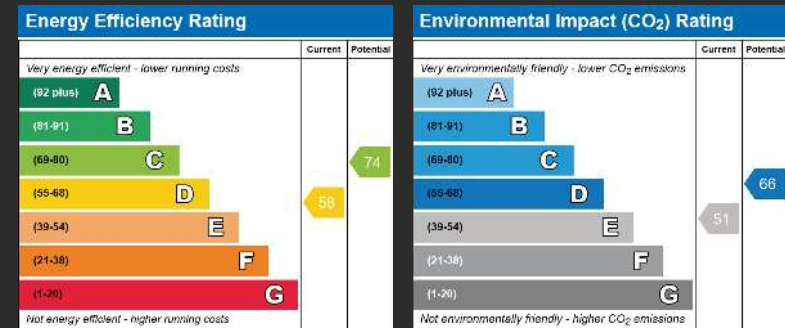 Energy Efficiency Rating
Current Potential
Very energy efficient - lower running costs
(92 plus) A
(81-91) B
(69-80) C
74
(55-68) D
56
(39-54) E
(21-38) F
(1-20) G
Not energy efficient - higher running costs
Environmental Impact (CO₂) Rating
Current Potential
Very environmentally friendly - lower CO₂ emissions
(92 plus) A
(81-91) B
(69-80) C
(55-68) D
66
(39-54) E
51
(21-38) F
(1-20) G
Not environmentally friendly - higher CO₂ emissions